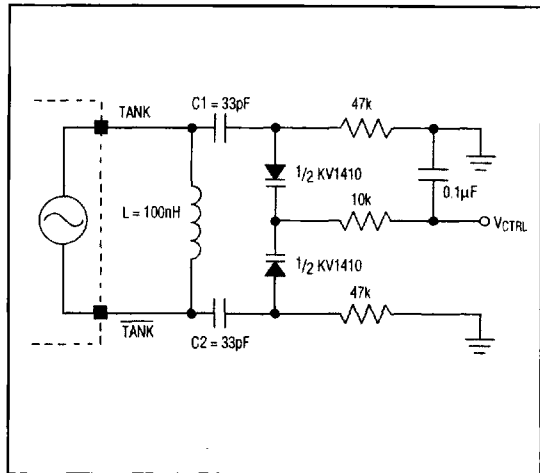 C1 = 33pF
47k
TANK
1/2 KV1410
0.1µF
L = 100nH
10k
VCTRL
1/2 KV1410
47k
TANK
C2 = 33pF